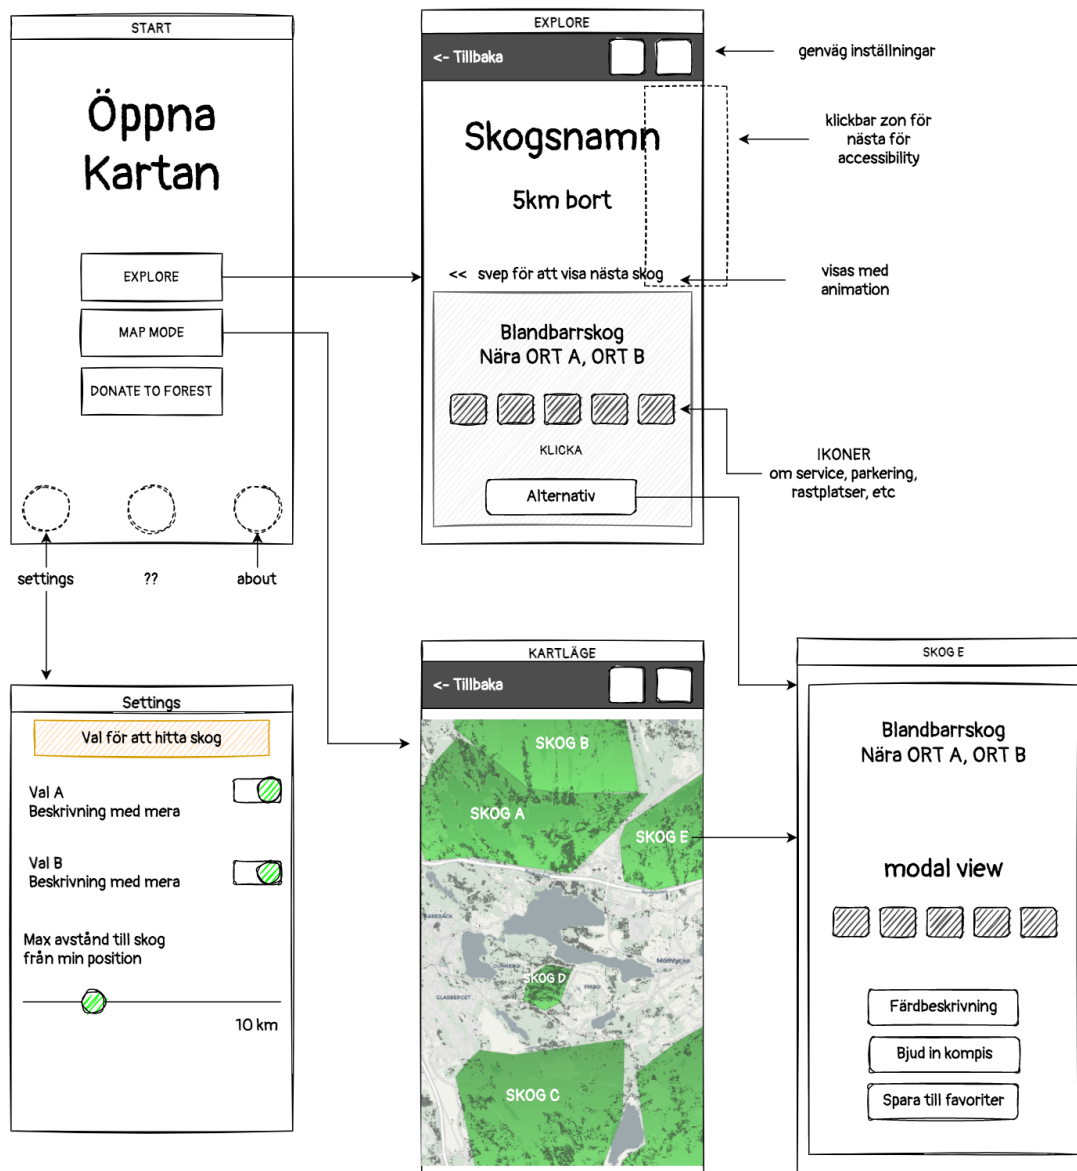 START
Öppna
Kartan
EXPLORE
MAP MODE
DONATE TO FOREST
settings
??
about
EXPLORE
<- Tillbaka
Skogsnamn
5km bort
<< svep för att visa nästa skog
Blandbarrskog
Nära ORT A, ORT B
KLICKA
Alternativ
genväg inställningar
klickbar zon för
nästa för
accessibility
visas med
animation
IKONER
om service, parkering,
rastplatser, etc
Settings
Val för att hitta skog
Val A
Beskrivning med mera
Val B
Beskrivning med mera
Max avstånd till skog
från min position
10 km
KARTLÄGE
<- Tillbaka
SKOG B
SKOG A
SKOG E
Mölnlycke
SKOG D
SKOG C
SKOG E
Blandbarrskog
Nära ORT A, ORT B
modal view
Färdbeskrivning
Bjud in kompis
Spara till favoriter